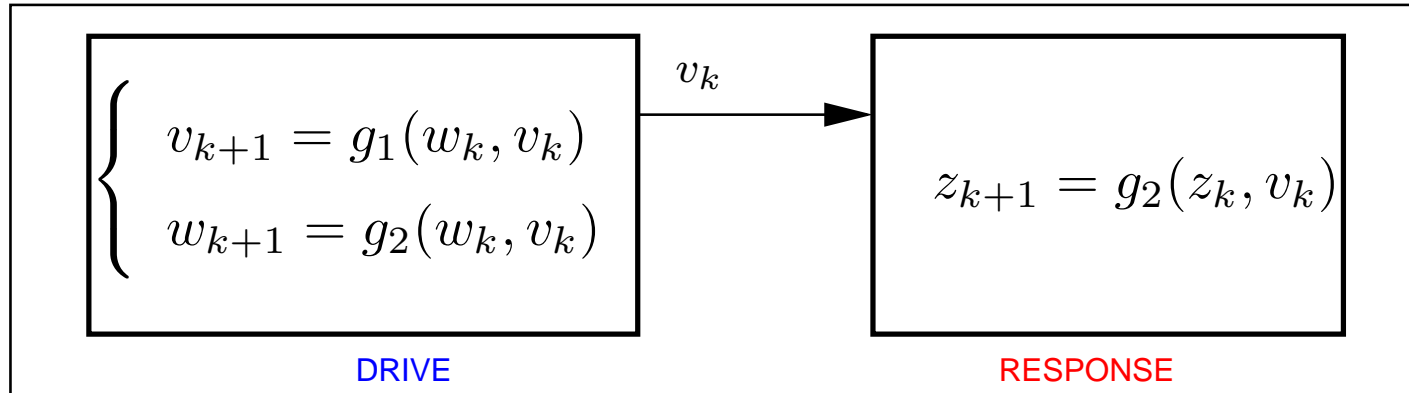 v_{k+1} = g_1(w_k, v_k)
w_{k+1} = g_2(w_k, v_k)
v_k
z_{k+1} = g_2(z_k, v_k)
DRIVE
RESPONSE